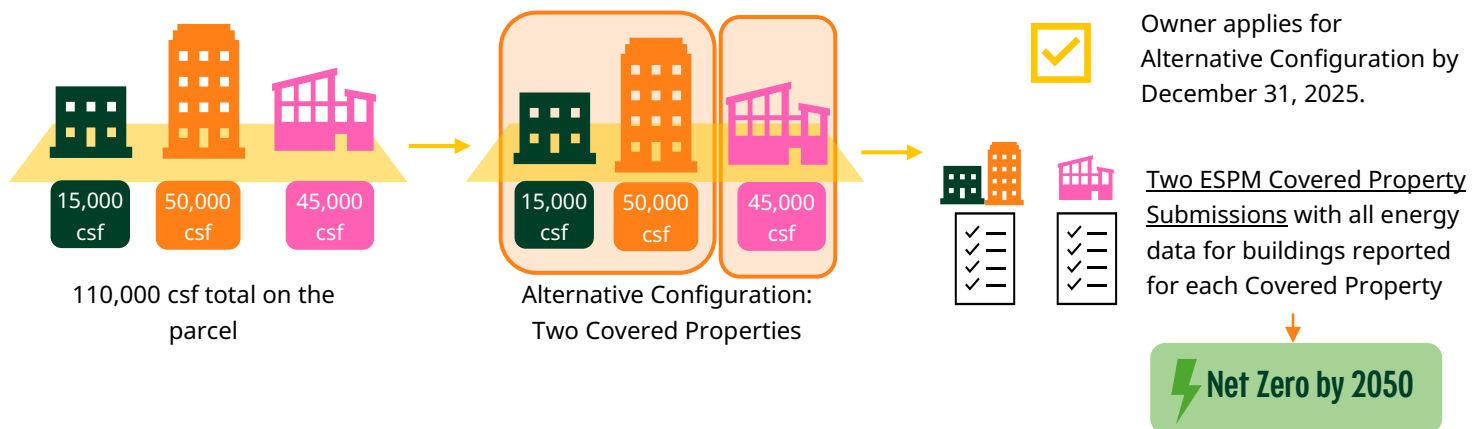 15,000
csf
50,000
csf
45,000
csf
110,000 csf total on the
parcel
15,000
csf
50,000
csf
45,000
csf
Alternative Configuration:
Two Covered Properties
Owner applies for
Alternative Configuration by
December 31, 2025.
Two ESPM Covered Property
Submissions with all energy
data for buildings reported
for each Covered Property
Net Zero by 2050